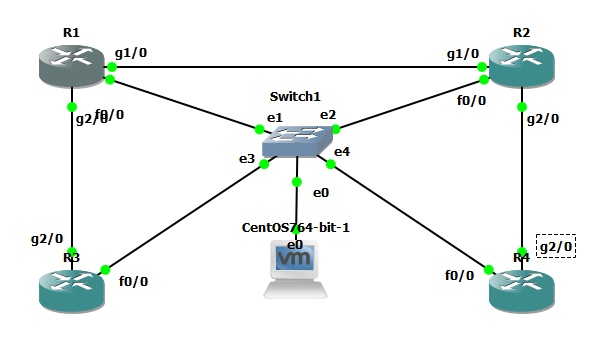 R1
R2
g1/0
g1/0
Switch1
f0/0
g2/0
e1
e2
f0/0
g2/0
e3
e4
e0
CentOS764-bit-1
e0
g2/0
g2/0
R3
R4
f0/0
f0/0
vm